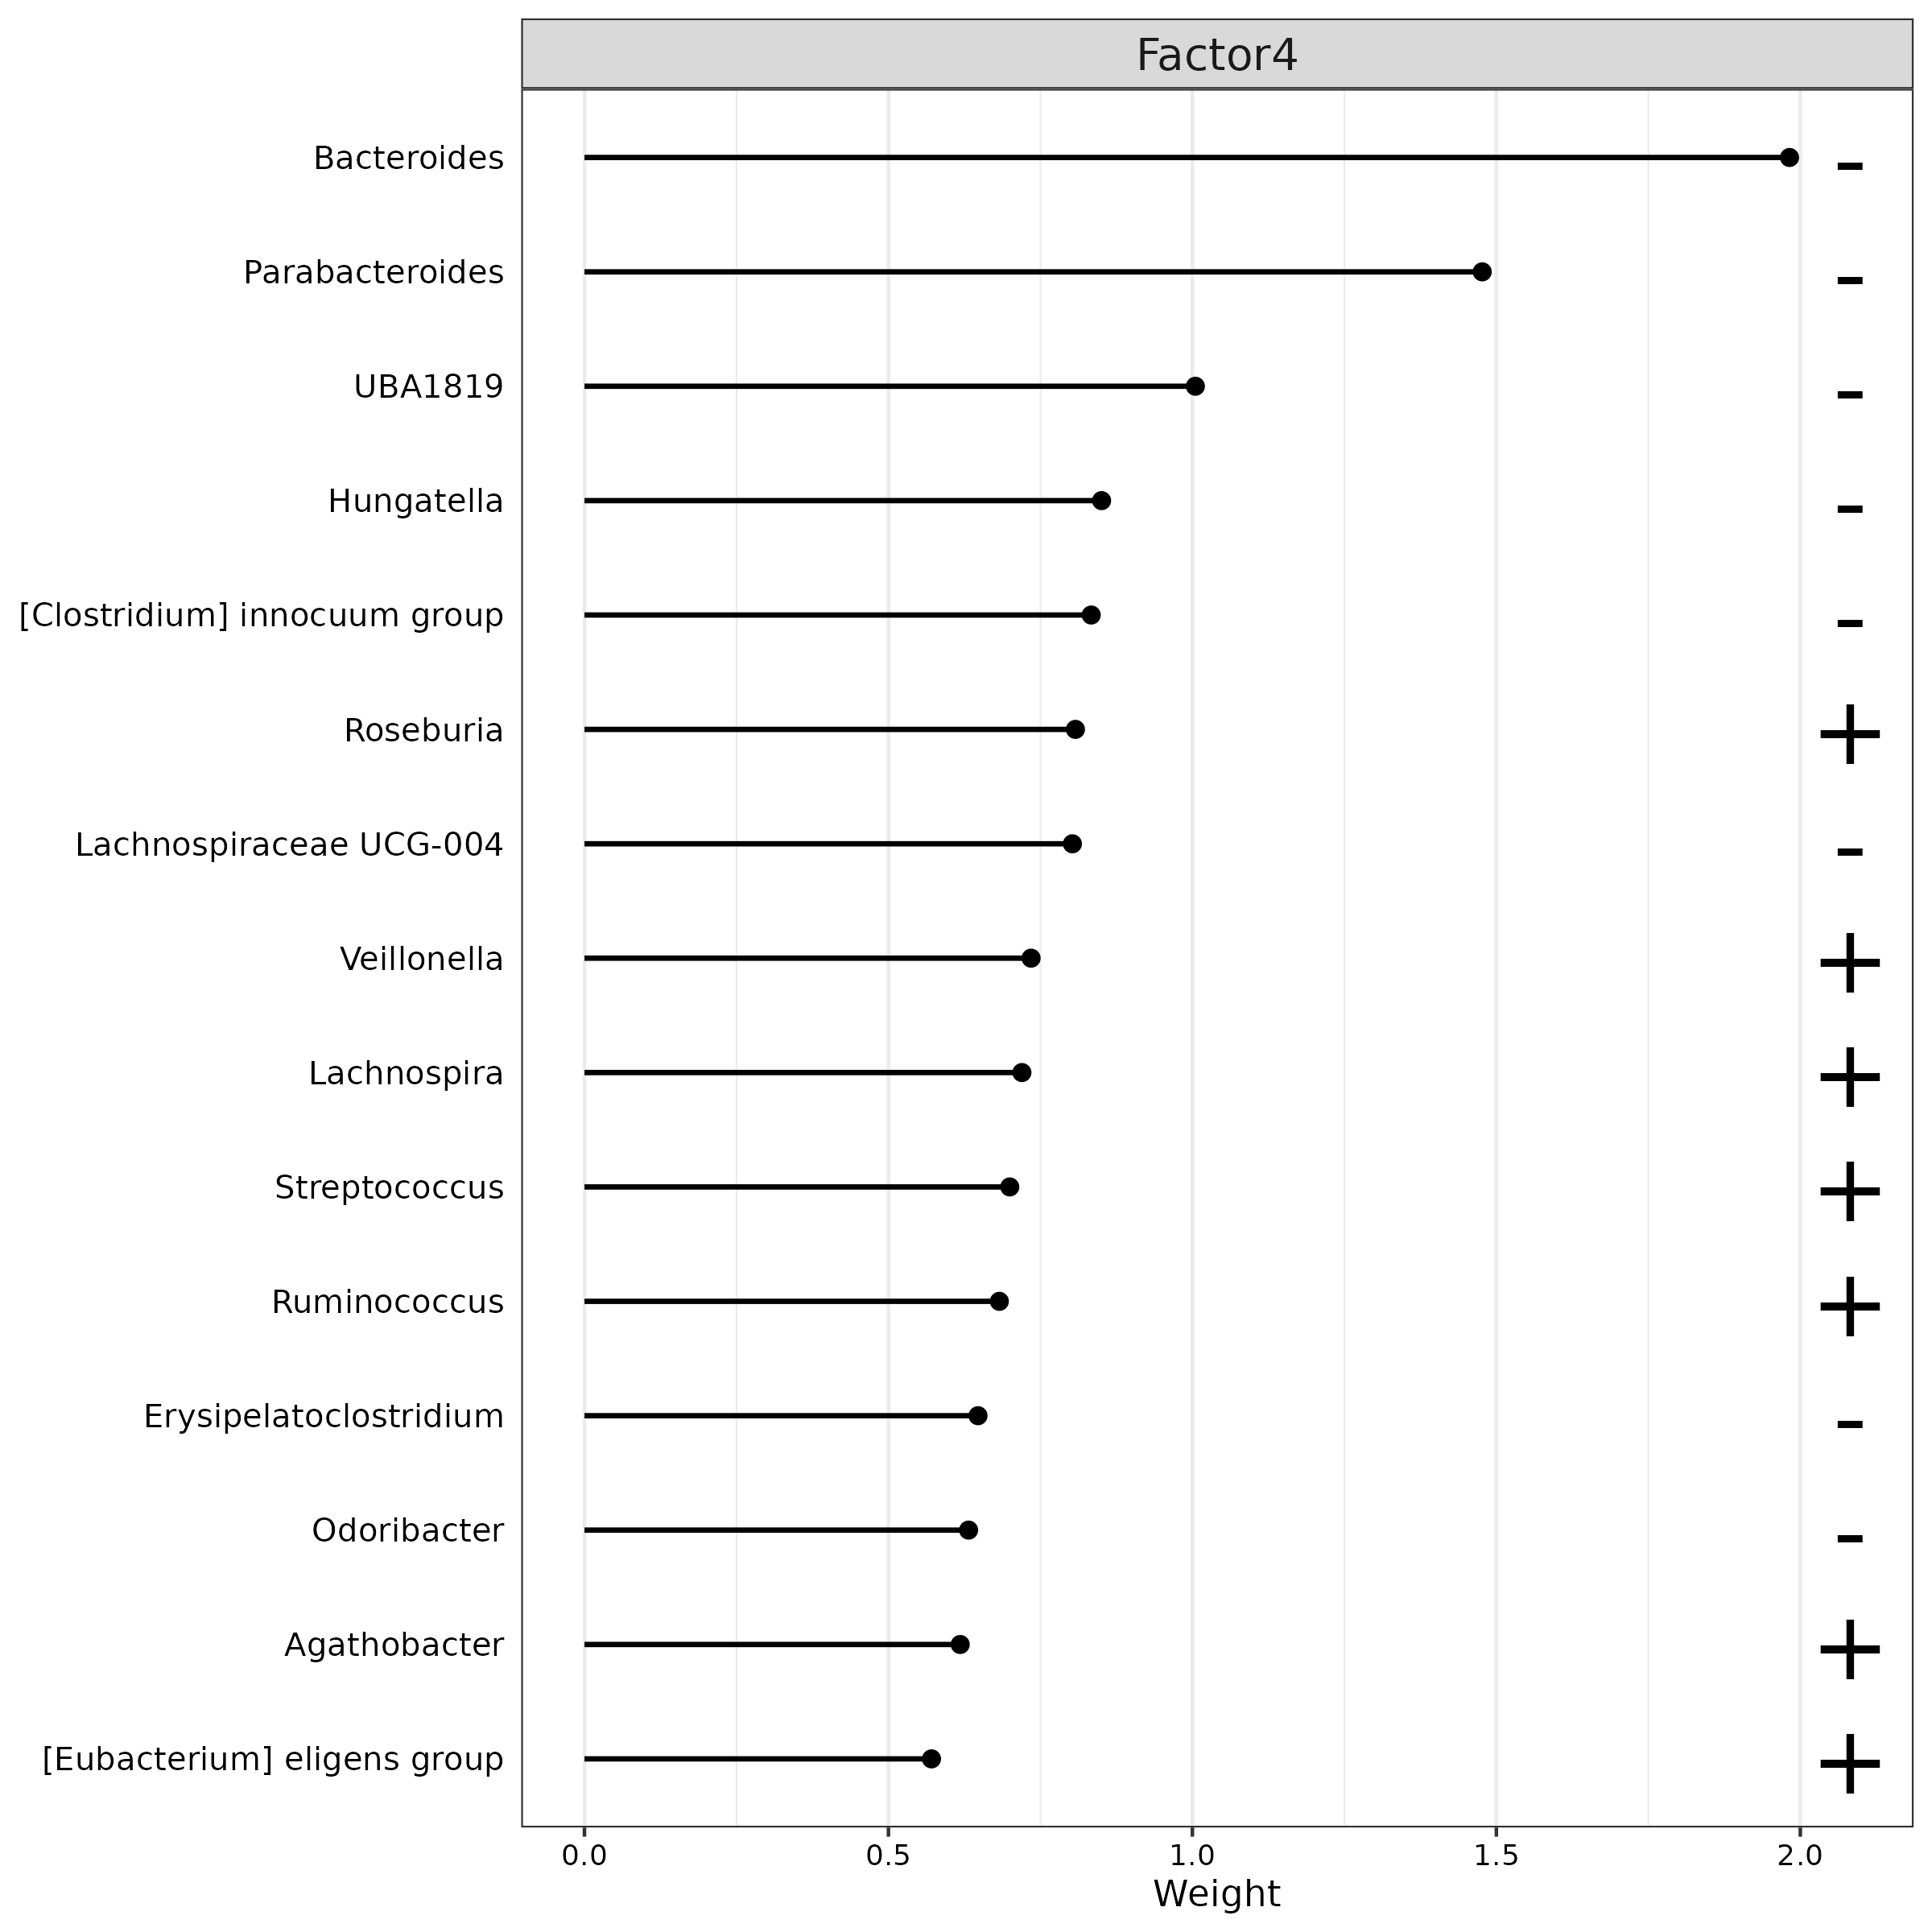 Factor4
Bacteroides -
Parabacteroides -
UBA1819 -
Hungatella -
[Clostridium] innocuum group -
Roseburia +
Lachnospiraceae UCG-004 -
Veillonella +
Lachnospira +
Streptococcus +
Ruminococcus +
Erysipelatoclostridium -
Odoribacter -
Agathobacter +
[Eubacterium] eligens group +
0.0 0.5 1.0 1.5 2.0
Weight